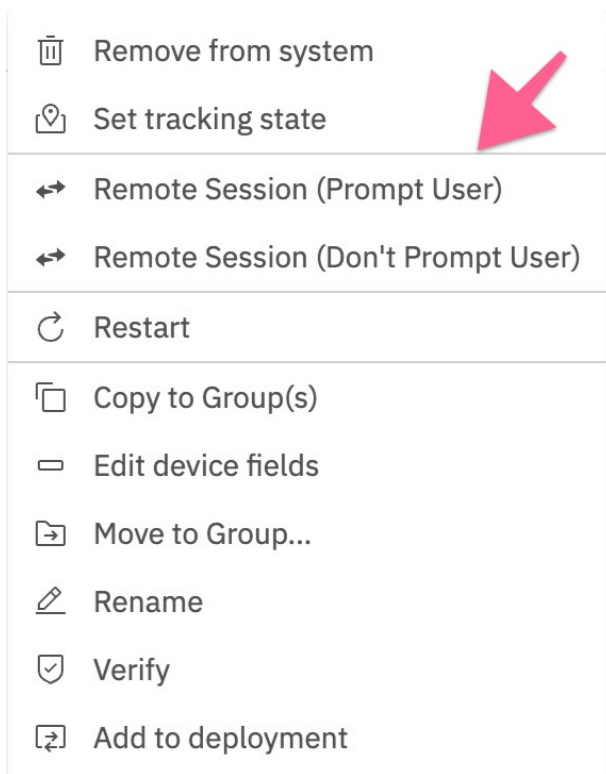 Remove from system
Set tracking state
Remote Session (Prompt User)
Remote Session (Don't Prompt User)
Restart
Copy to Group(s)
Edit device fields
Move to Group...
Rename
Verify
Add to deployment